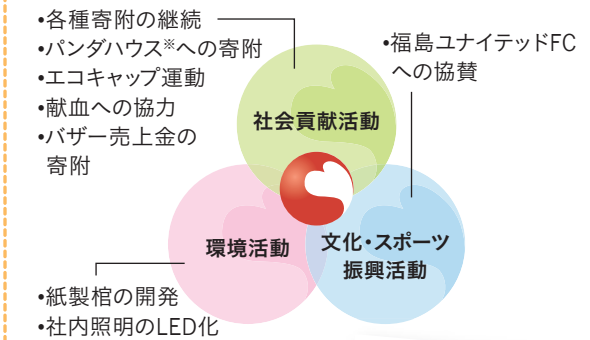 •各種寄附の継続
•パンダハウス※への寄附
•エコキャップ運動
•献血への協力
•バザー売上金の
寄附
•福島ユナイテッドFC
への協賛
社会貢献活動
環境活動
文化・スポーツ
振興活動
•紙製棺の開発
•社内照明のLED化